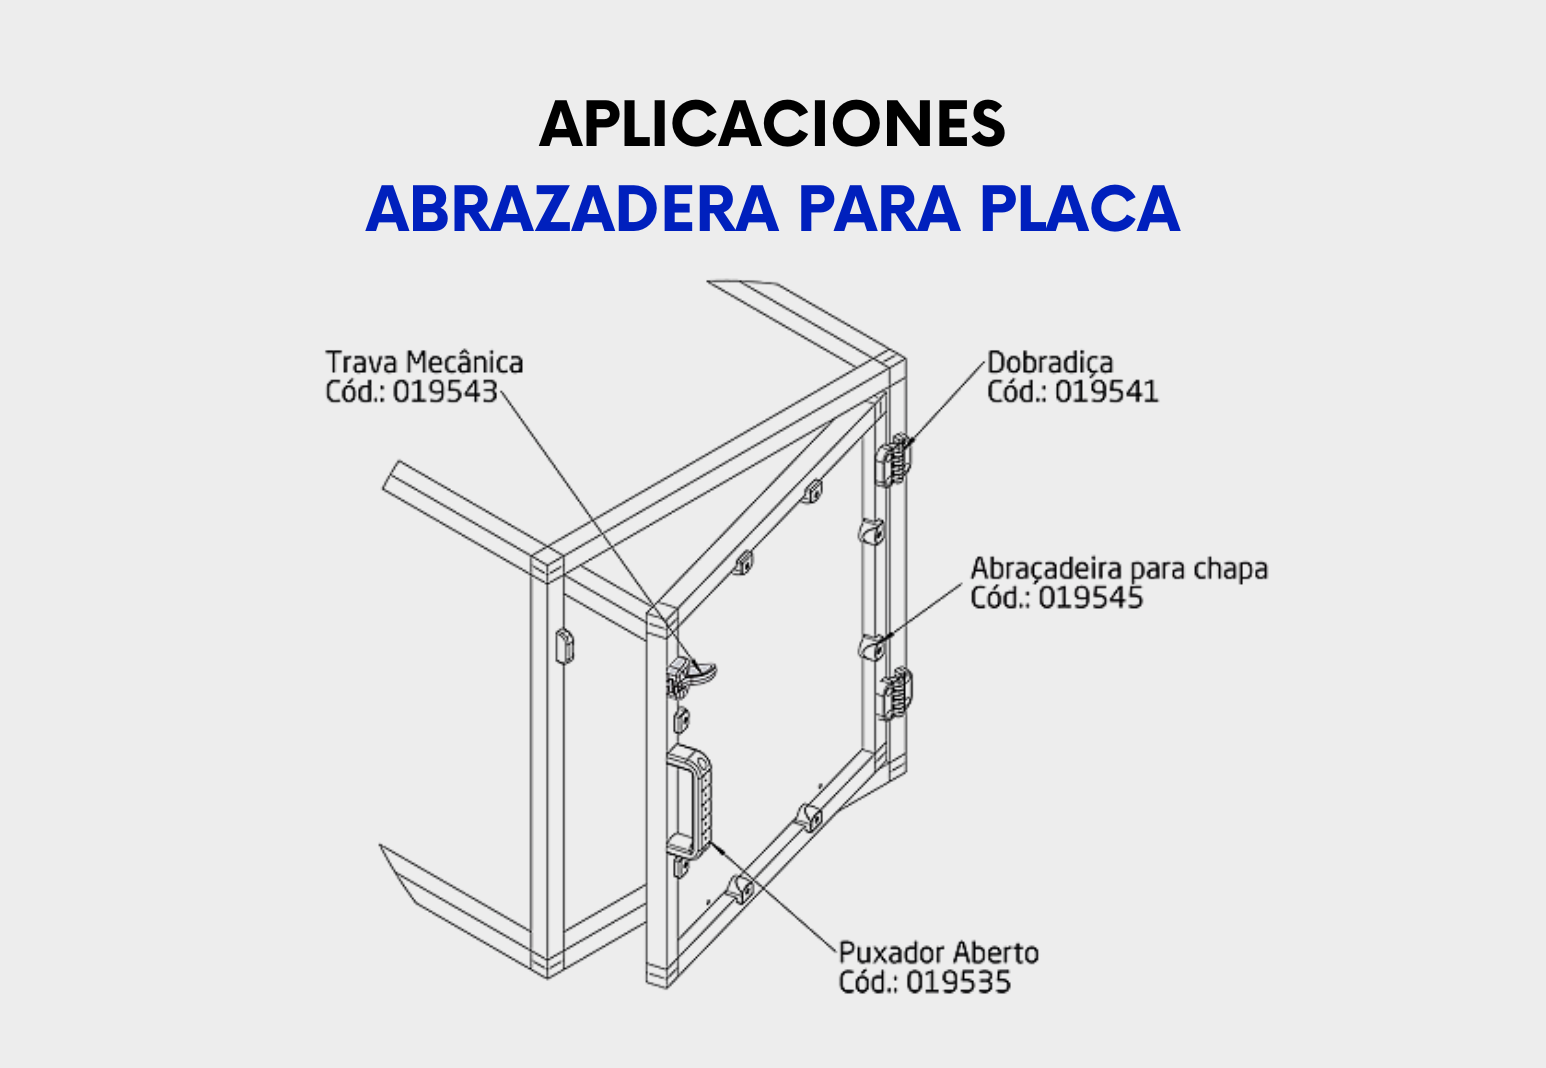 APLICACIONES
ABRAZADERA PARA PLACA
Trava Mecânica
Cód.: 019543
Dobradiça
Cód.: 019541
Abraçadeira para chapa
Cód.: 019545
Puxador Aberto
Cód.: 019535